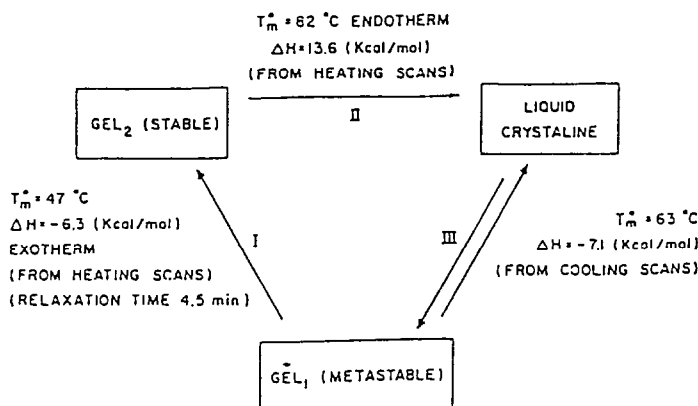 T*m = 82 °C ENDOTHERM
ΔH=13.6 (Kcal/mol)
(FROM HEATING SCANS)
GEL2 (STABLE)
II
LIQUID
CRYSTALINE
T*m = 47 °C
ΔH=-6.3 (Kcal/mol)
EXOTHERM
(FROM HEATING SCANS)
(RELAXATION TIME 4.5 min)
I
III
T*m = 63 °C
ΔH=-7.1 (Kcal/mol)
(FROM COOLING SCANS)
G*EL1 (METASTABLE)